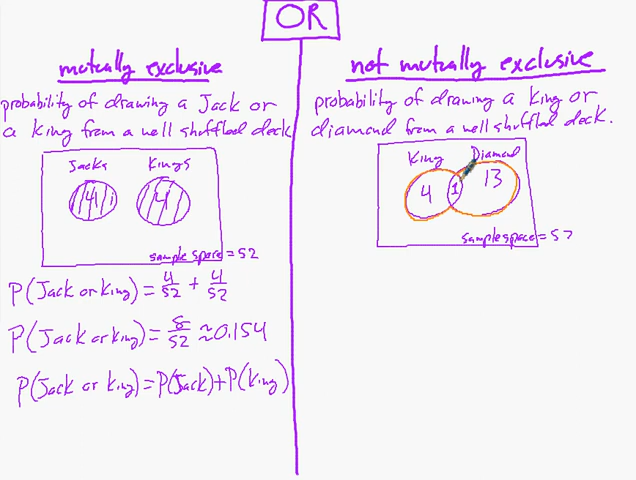 OR
mutually exclusive
probability of drawing a Jack or
a King from a well shuffled deck
Jacks Kings
4 4
sample space = 52
P(Jack or King) = 4/52 + 4/52
P(Jack or King) = 8/52 ≈ 0.154
P(Jack or King) = P(Jack) + P(King)
not mutually exclusive
probability of drawing a King or
diamond from a well shuffled deck.
King Diamond
4 1 13
sample space = 52